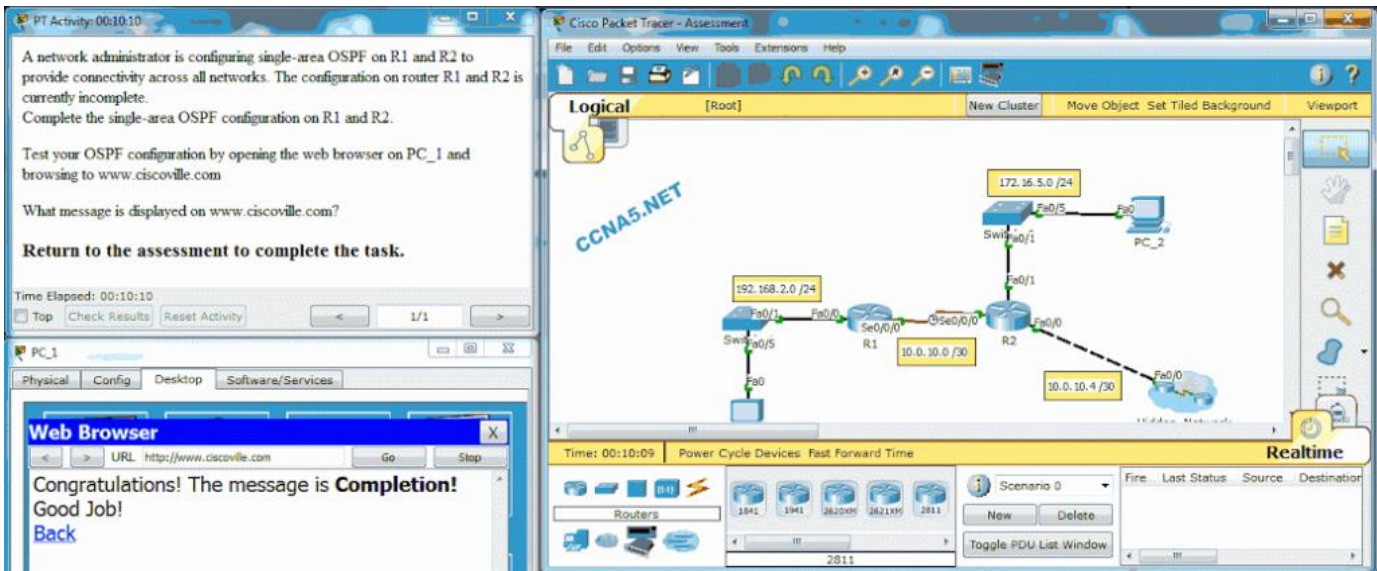 PT Activity: 00:10:10
A network administrator is configuring single-area OSPF on R1 and R2 to
provide connectivity across all networks. The configuration on router R1 and R2 is
currently incomplete.
Complete the single-area OSPF configuration on R1 and R2.
Test your OSPF configuration by opening the web browser on PC_1 and
browsing to www.ciscoville.com
What message is displayed on www.ciscoville.com?
Return to the assessment to complete the task.
Time Elapsed: 00:10:10
Top Check Results Reset Activity < 1/1 >
PC_1
Physical Config Desktop Software/Services
Web Browser X
< > URL http://www.ciscoville.com Go Stop
Congratulations! The message is Completion!
Good Job!
Back
Cisco Packet Tracer - Assessment
File Edit Options View Tools Extensions Help
Logical [Root] New Cluster Move Object Set Tiled Background Viewport
CCNA5.NET
172.16.5.0 /24
Fa0/5 Fa0
Fa0/1
PC_2
Fa0/1
192.168.2.0 /24
Fa0/1 Fa0/0
Se0/0/0 Se0/0/0 Fa0/0
Fa0/5 R1 R2
10.0.10.0 /30
Fa0
10.0.10.4 /30
Fa0/0
Time: 00:10:09 Power Cycle Devices Fast Forward Time Realtime
Routers
1841 1941 2620XM 2621XM 2811
2811
Scenario 0
New Delete
Toggle PDU List Window
Fire Last Status Source Destination